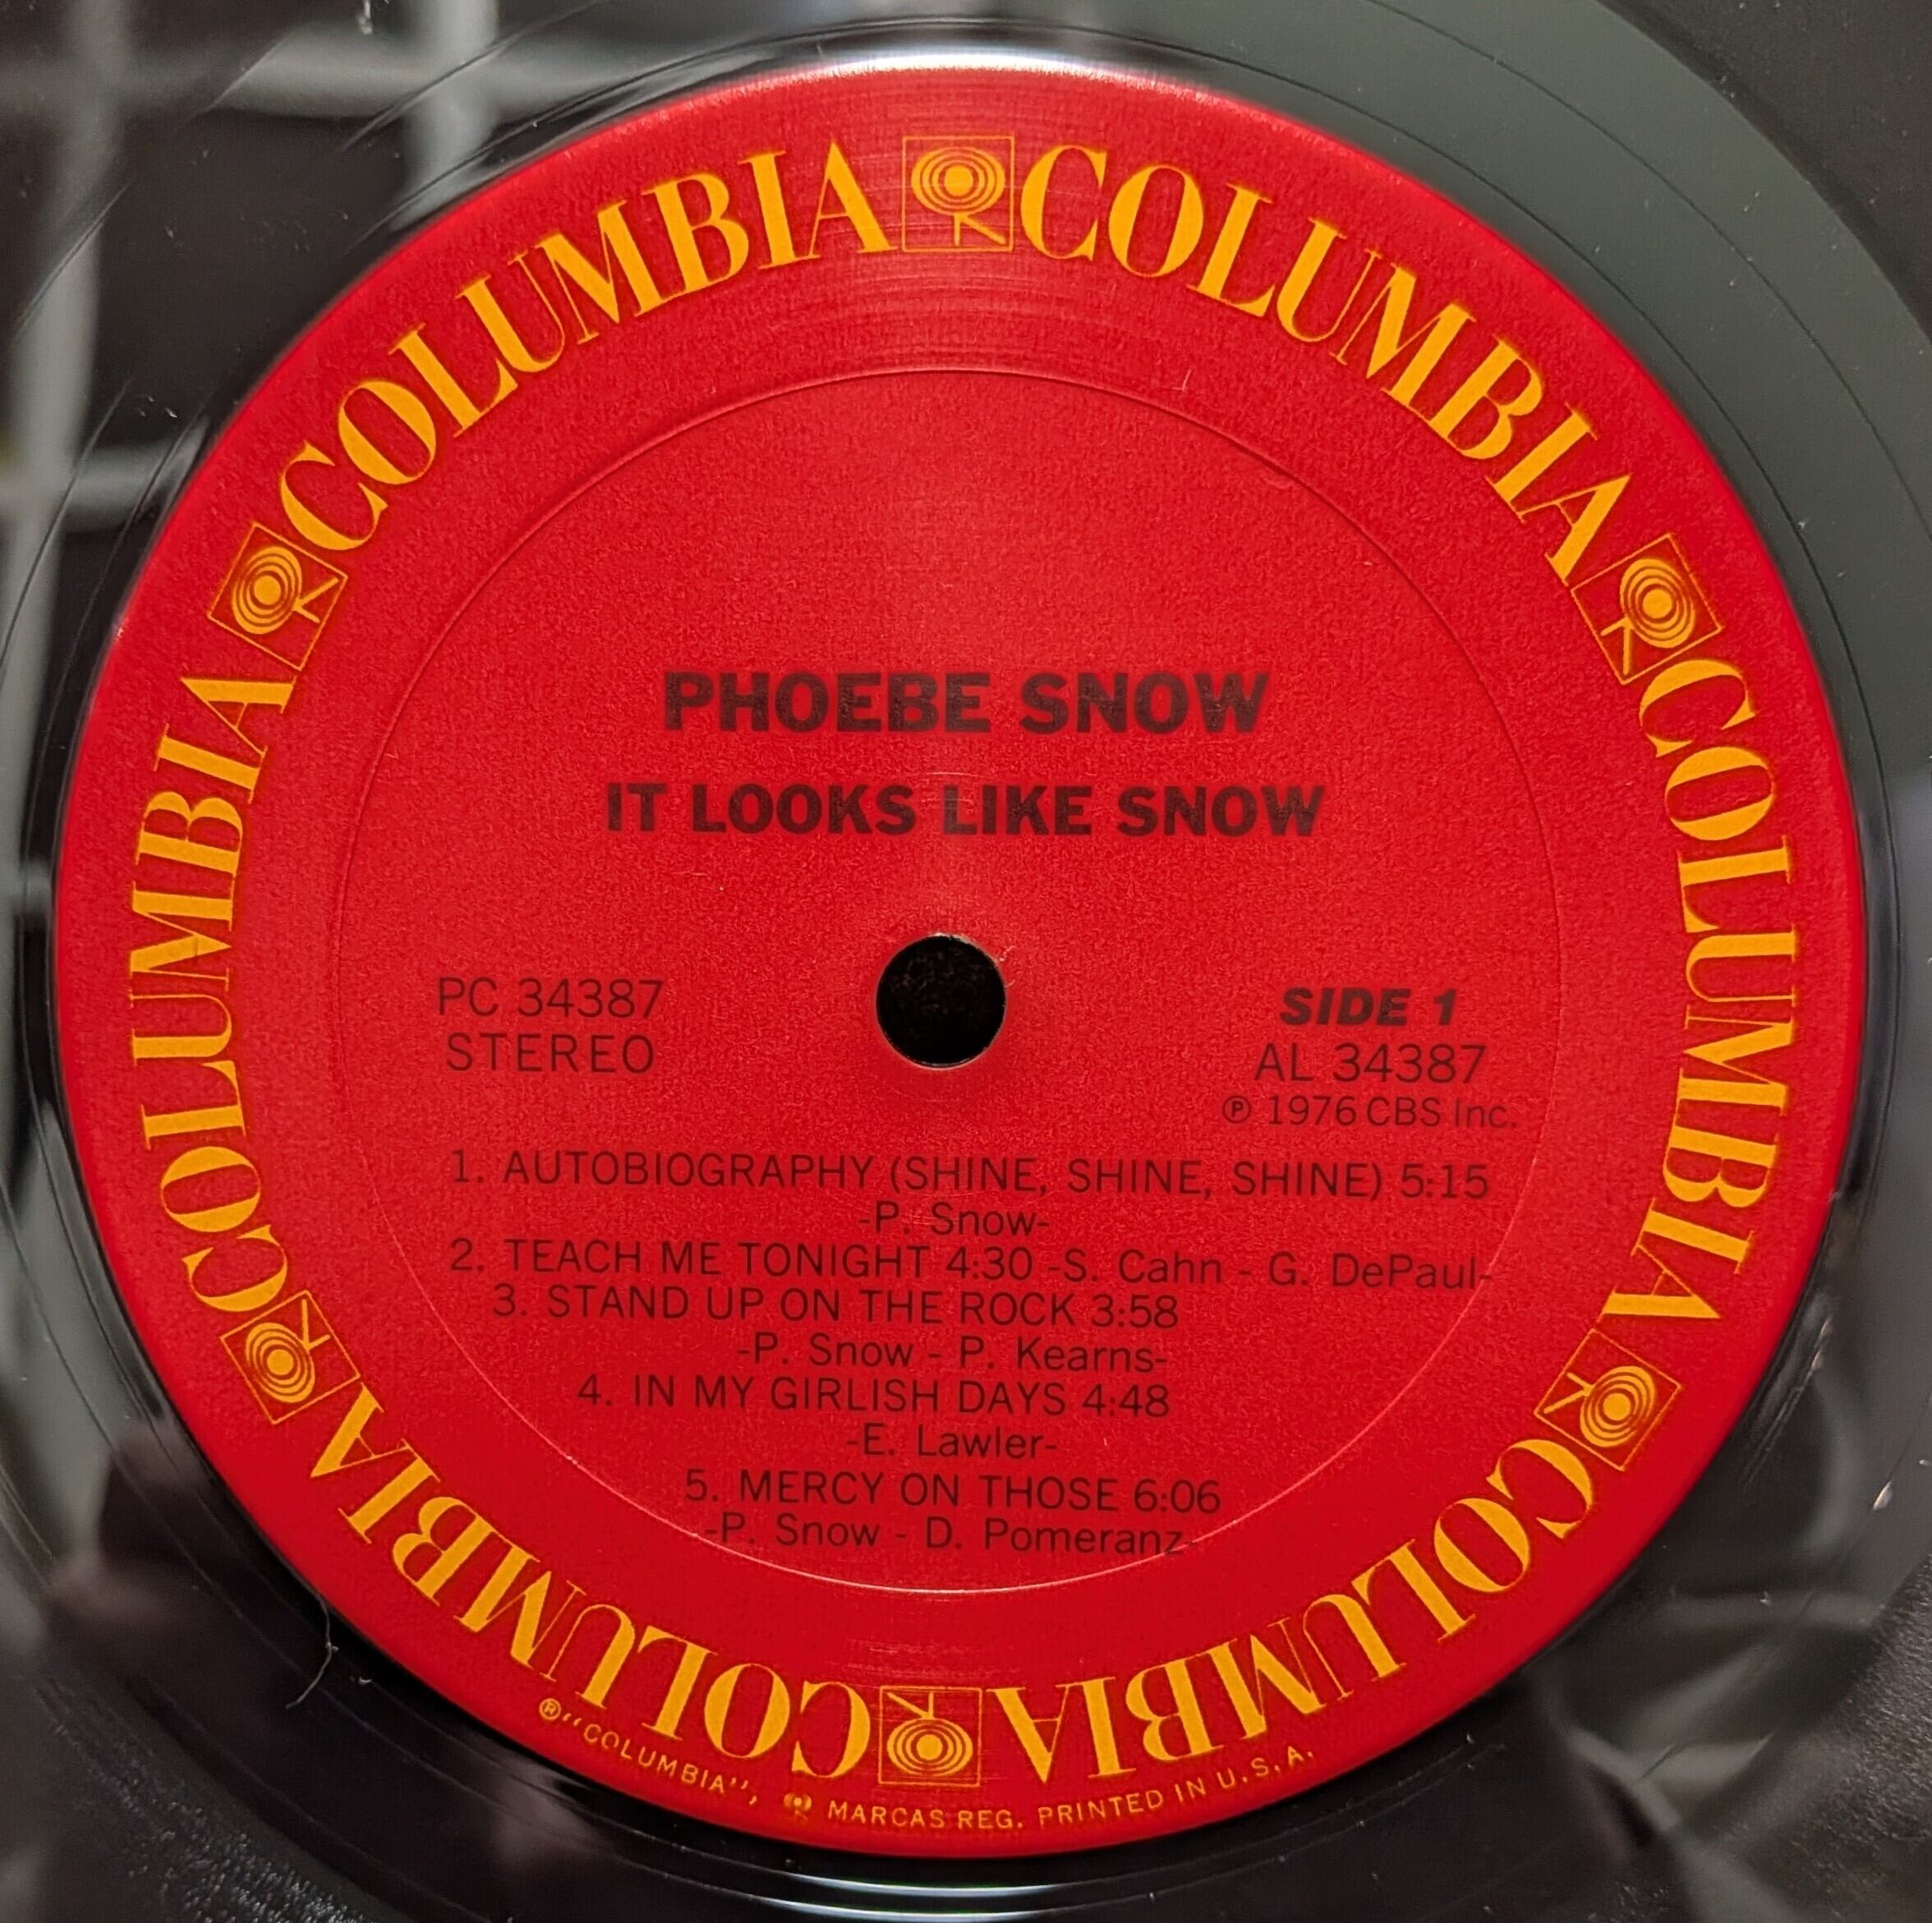 COLUMBIA COLUMBIA COLUMBIA COLUMBIA COLUMBIA COLUMBIA
PHOEBE SNOW
IT LOOKS LIKE SNOW
PC 34387
STEREO
SIDE 1
AL 34387
Ⓟ 1976 CBS Inc.
1. AUTOBIOGRAPHY (SHINE, SHINE, SHINE) 5:15
-P. Snow-
2. TEACH ME TONIGHT 4:30 -S. Cahn - G. DePaul-
3. STAND UP ON THE ROCK 3:58
-P. Snow - P. Kearns-
4. IN MY GIRLISH DAYS 4:48
-E. Lawler-
5. MERCY ON THOSE 6:06
-P. Snow - D. Pomeranz-
®"COLUMBIA", MARCAS REG. PRINTED IN U.S.A.